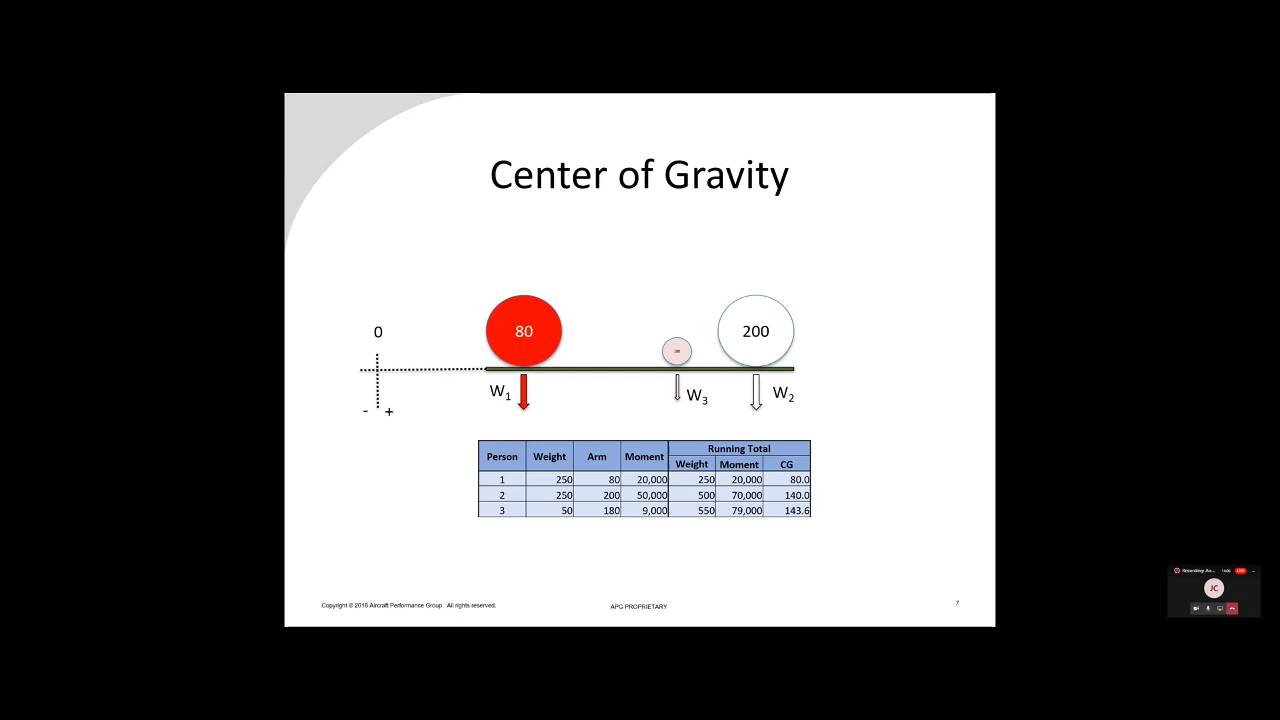 Center of Gravity
0
80
200
W1
W3
W2
- +
Running Total
Person Weight Arm Moment Weight Moment CG
1 250 80 20,000 250 20,000 80.0
2 250 200 50,000 500 70,000 140.0
3 50 180 9,000 550 79,000 143.6
Copyright © 2016 Aircraft Performance Group. All rights reserved.
APG PROPRIETARY
7
JC